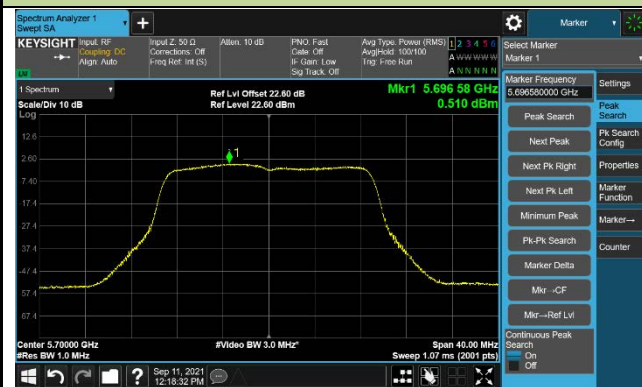 Spectrum Analyzer 1
Swept SA
+
Marker
KEYSIGHT
Input: RF
Coupling: DC
Align: Auto
Input Z: 50 Ω
Corrections: Off
Freq Ref: Int (S)
Atten: 10 dB
PNO: Fast
Gate: Off
IF Gain: Low
Sig Track: Off
Avg Type: Power (RMS)
Avg|Hold: 100/100
Trig: Free Run
1 2 3 4 5 6
A W W W W W
A N N N N N
Select Marker
Marker 1
LXI
1 Spectrum
Scale/Div 10 dB
Log
Ref Lvl Offset 22.60 dB
Ref Level 22.60 dBm
Mkr1 5.696 58 GHz
0.510 dBm
1
12.6
2.60
-7.40
-17.4
-27.4
-37.4
-47.4
-57.4
-67.4
Center 5.70000 GHz
#Res BW 1.0 MHz
#Video BW 3.0 MHz*
Span 40.00 MHz
Sweep 1.07 ms (2001 pts)
Marker Frequency
5.696580000 GHz
Peak Search
Next Peak
Next Pk Right
Next Pk Left
Minimum Peak
Pk-Pk Search
Marker Delta
Mkr→CF
Mkr→Ref Lvl
Continuous Peak
Search
On
Off
Settings
Peak
Search
Pk Search
Config
Properties
Marker
Function
Marker→
Counter
?
Sep 11, 2021
12:18:32 PM